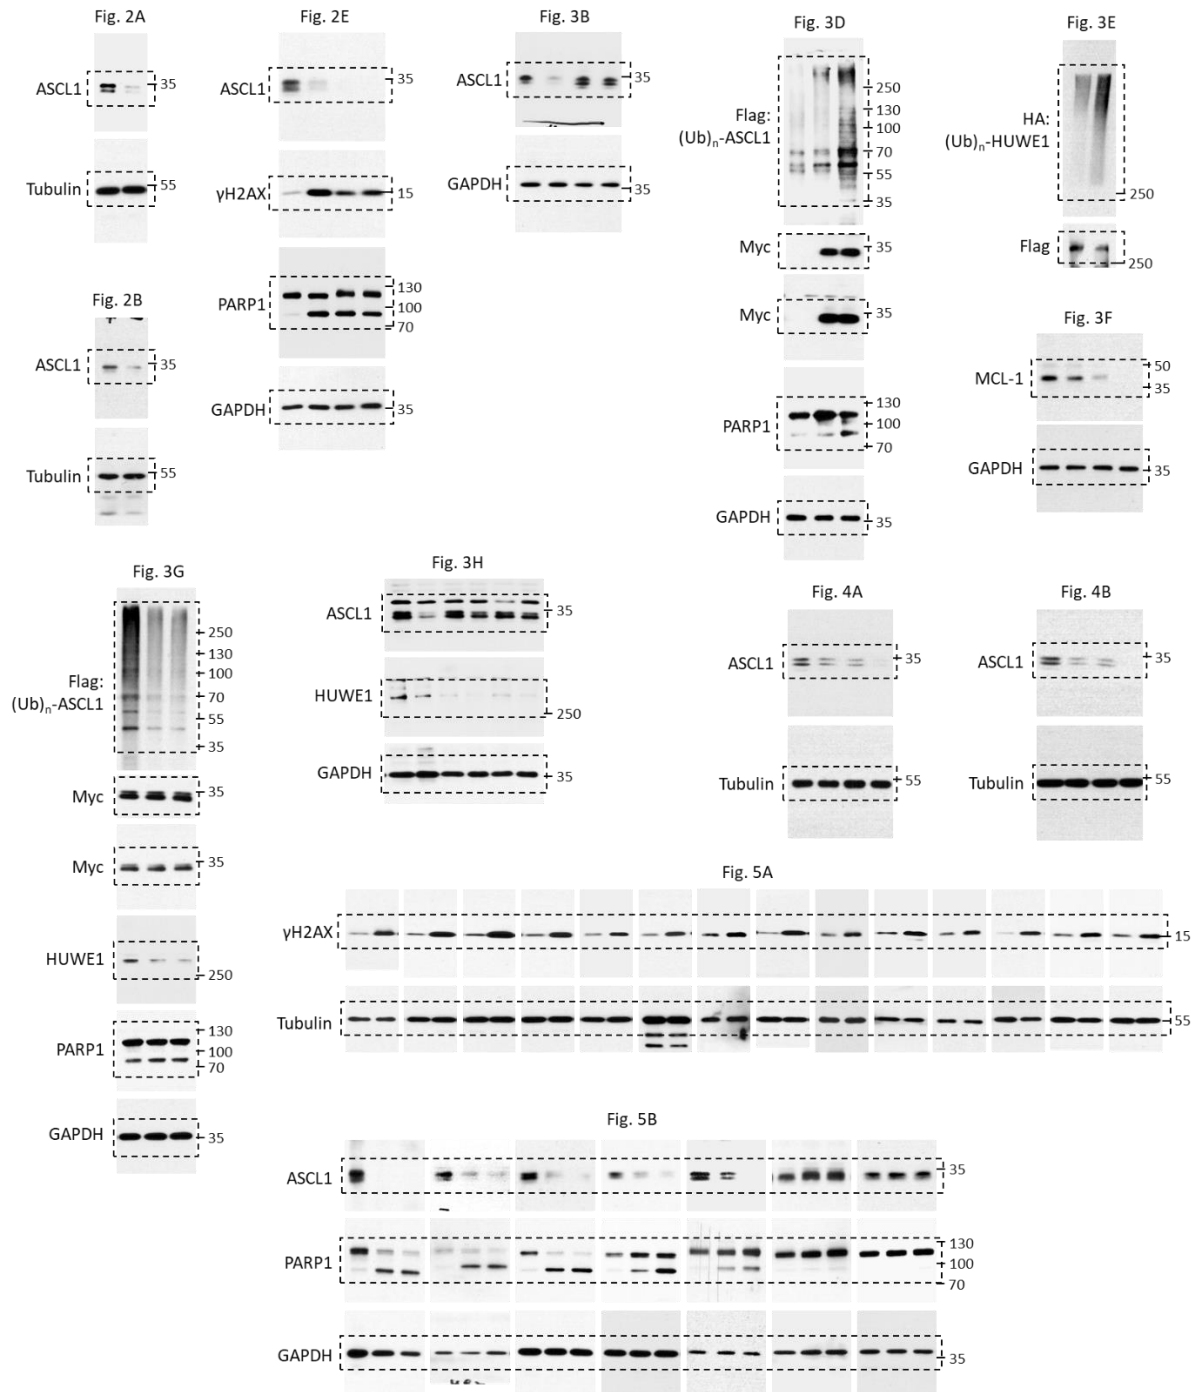 Fig. 2A
ASCL1
35
Tubulin
55
Fig. 2B
ASCL1
35
Tubulin
55
Fig. 2E
ASCL1
35
γH2AX
15
PARP1
130
100
70
GAPDH
35
Fig. 3B
ASCL1
35
GAPDH
35
Fig. 3D
Flag:
(Ub)n-ASCL1
250
130
100
70
55
35
Myc
35
Myc
35
PARP1
130
100
70
GAPDH
35
Fig. 3E
HA:
(Ub)n-HUWE1
250
Flag
250
Fig. 3F
MCL-1
50
35
GAPDH
35
Fig. 3G
Flag:
(Ub)n-ASCL1
250
130
100
70
55
35
Myc
35
Myc
35
HUWE1
250
PARP1
130
100
70
GAPDH
35
Fig. 3H
ASCL1
35
HUWE1
250
GAPDH
35
Fig. 4A
ASCL1
35
Tubulin
55
Fig. 4B
ASCL1
35
Tubulin
55
Fig. 5A
γH2AX
15
Tubulin
55
Fig. 5B
ASCL1
35
PARP1
130
100
70
GAPDH
35